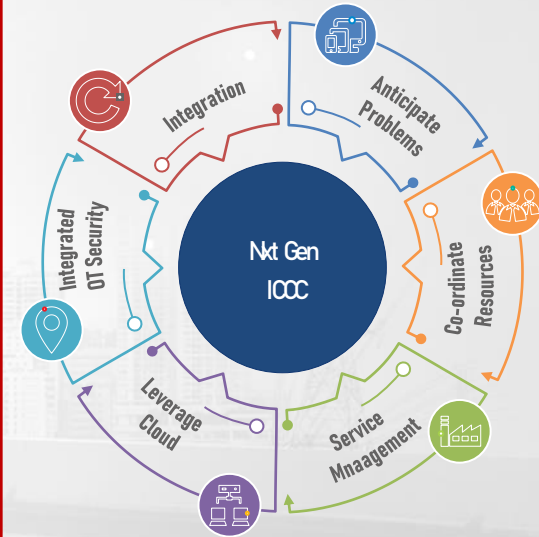 Integration
Anticipate
Problems
Co-ordinate
Resources
Service
Mnaagement
Leverage
Cloud
Integrated
OT Security
Nxt Gen
ICCC